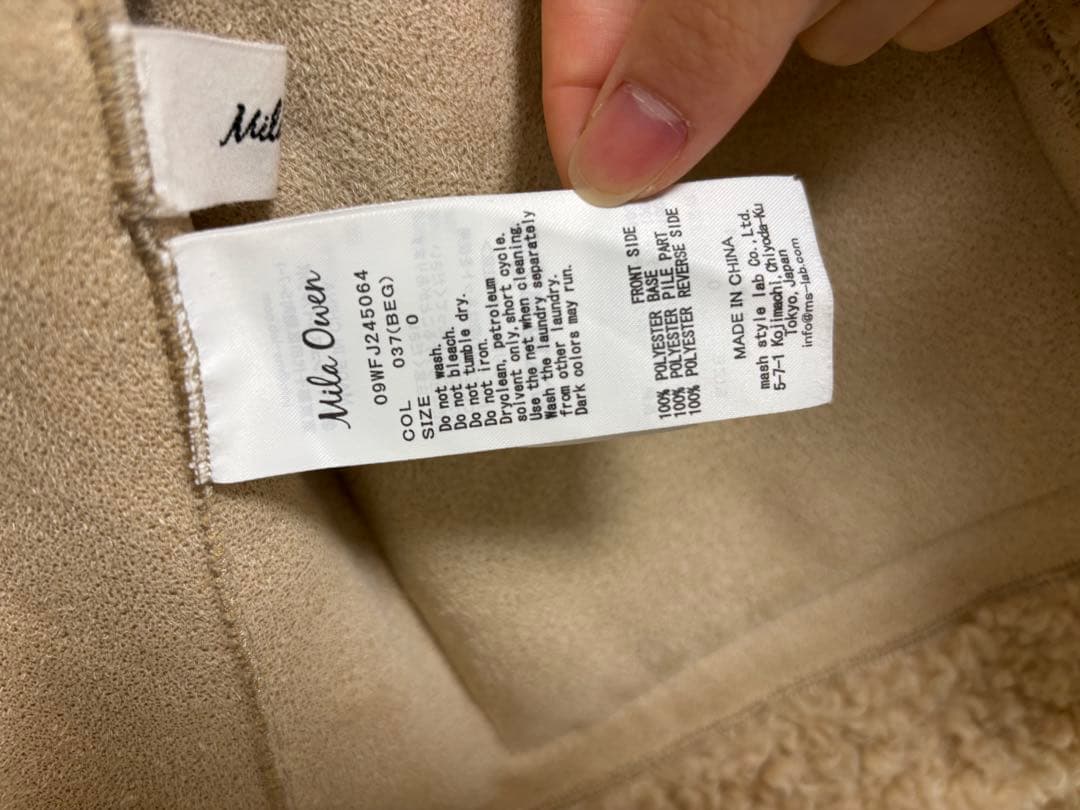 Mil
Mila Owen
09WFJ245064
COL 037(BEG)
SIZE 0
Do not wash.
Do not bleach.
Do not tumble dry.
Do not iron.
Dryclean, petroleum
solvent only, short cycle.
Use the net when cleaning.
Wash the laundry separately
from other laundry.
Dark colors may run.
FRONT SIDE
100% POLYESTER BASE
100% POLYESTER PILE PART
100% POLYESTER REVERSE SIDE
MADE IN CHINA
mash style lab Co.,Ltd.
5-7-1 Kojimachi, Chiyoda-Ku
Tokyo, Japan
info@ms-lab.com